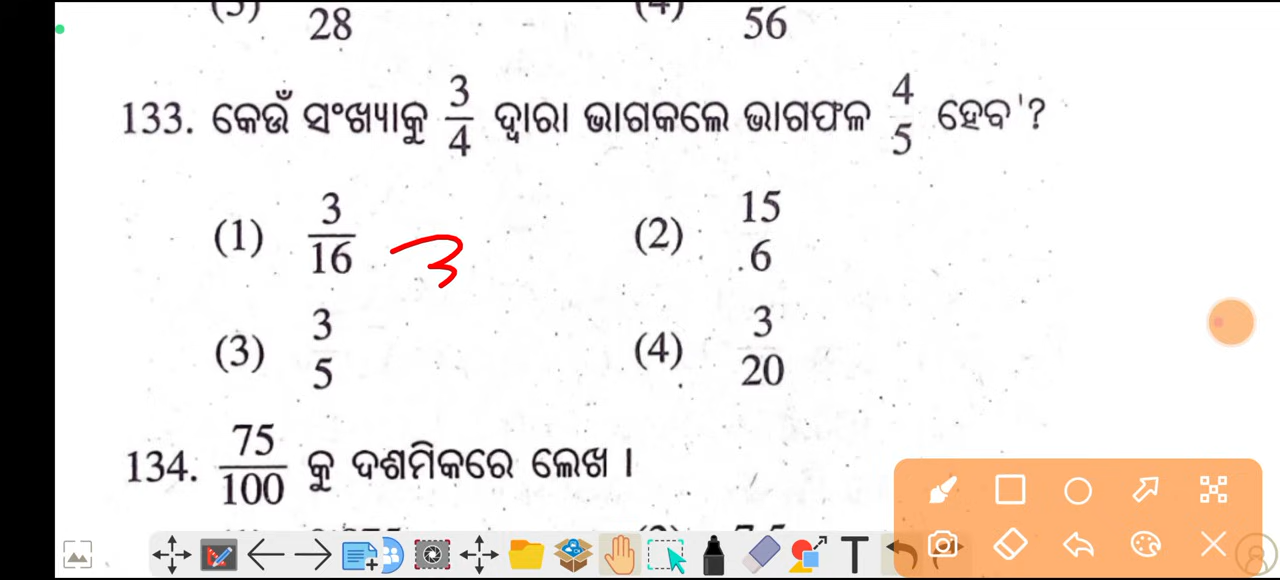 28 56
133. କେଉଁ ସଂଖ୍ୟାକୁ 3/4 ଦ୍ୱାରା ଭାଗକଲେ ଭାଗଫଳ 4/5 ହେବ'?
(1) 3/16 3 (2) 15/6
(3) 3/5 (4) 3/20
134. 75/100 କୁ ଦଶମିକରେ ଲେଖ ।
T